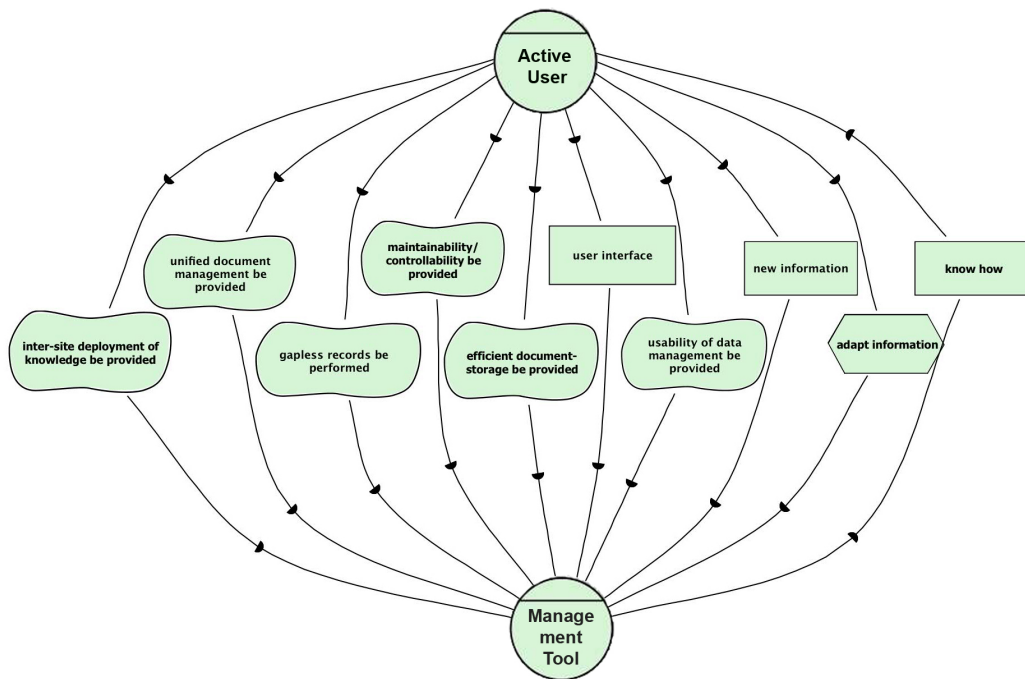 Active
User
maintainability/
controllability be
provided
unified document
management be
provided
user interface
new information
know how
inter-site deployment of
knowledge be provided
gapless records be
performed
efficient document-
storage be provided
usability of data
management be
provided
adapt information
Manage
ment
Tool